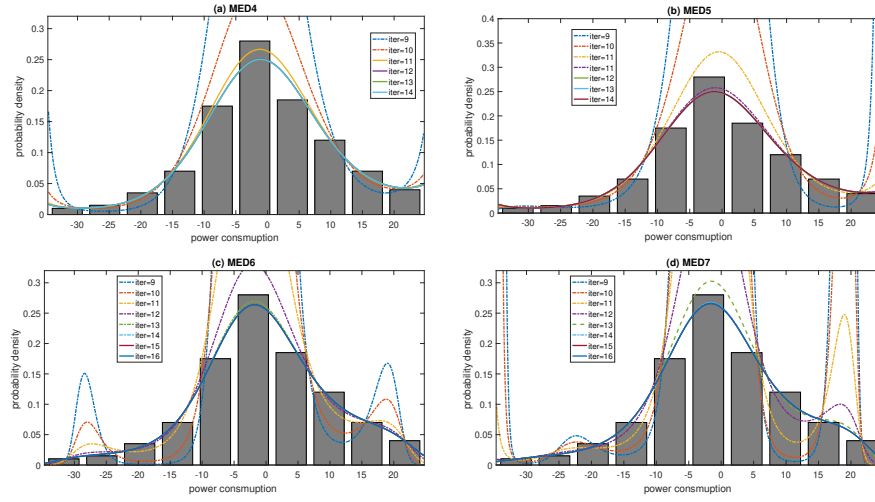 (a) MED4
0.3
0.25
0.2
0.15
0.1
0.05
0
probability density
-30 -25 -20 -15 -10 -5 0 5 10 15 20
power consmuption
iter=9
iter=10
iter=11
iter=12
iter=13
iter=14
(b) MED5
0.4
0.35
0.3
0.25
0.2
0.15
0.1
0.05
0
probability density
-30 -25 -20 -15 -10 -5 0 5 10 15 20
power consmuption
iter=9
iter=10
iter=11
iter=11
iter=12
iter=13
iter=14
(c) MED6
0.3
0.25
0.2
0.15
0.1
0.05
0
probability density
-30 -25 -20 -15 -10 -5 0 5 10 15 20
power consmuption
iter=9
iter=10
iter=11
iter=12
iter=13
iter=14
iter=15
iter=16
(d) MED7
0.3
0.25
0.2
0.15
0.1
0.05
0
probability density
-30 -25 -20 -15 -10 -5 0 5 10 15 20
power consmuption
iter=9
iter=10
iter=11
iter=12
iter=13
iter=14
iter=15
iter=16